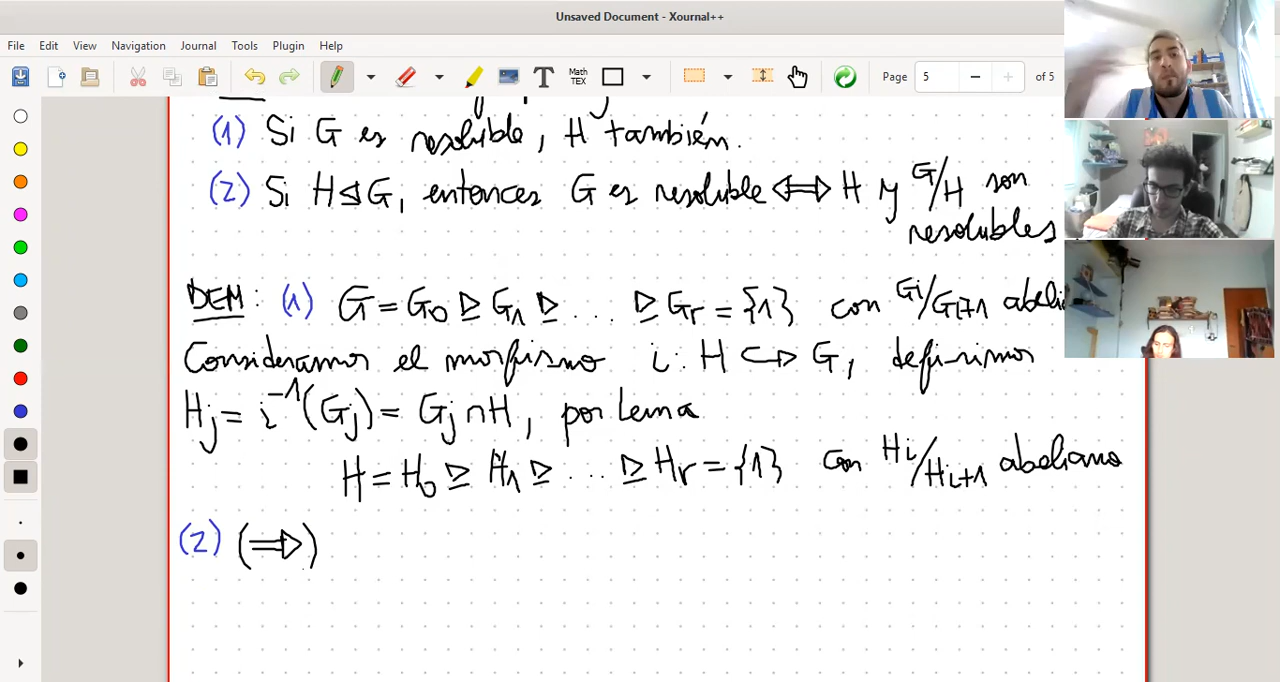 Unsaved Document - Xournal++
File Edit View Navigation Journal Tools Plugin Help
T Math TEX Page 5 of 5
(1) Si G es resoluble, H también.
(2) Si H⊴G, entonces G es resoluble ⟺ H y G/H son
resolubles
DEM: (1) G = G₀ ⊵ G₁ ⊵ ... ⊵ Gr = {1} con Gi/Gi+1 abeli
Consideramos el morfismo i: H ↪ G, definimos
Hj = i⁻¹(Gj) = Gj ∩ H, por lema
H = H₀ ⊵ H₁ ⊵ ... ⊵ Hr = {1} con Hi/Hi+1 abeliano
(2) (⟹)